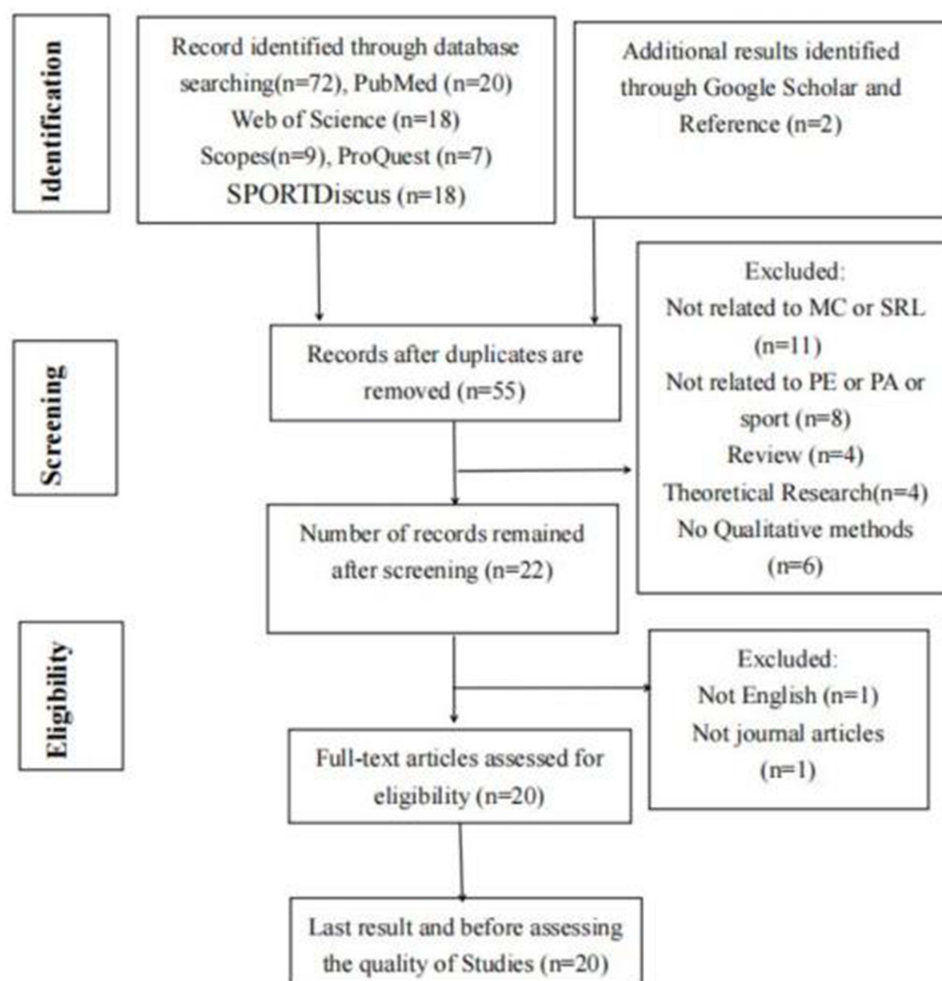 Identification
Record identified through database
searching(n=72), PubMed (n=20)
Web of Science (n=18)
Scopes(n=9), ProQuest (n=7)
SPORTDiscus (n=18)
Additional results identified
through Google Scholar and
Reference (n=2)
Screening
Records after duplicates are
removed (n=55)
Excluded:
Not related to MC or SRL
(n=11)
Not related to PE or PA or
sport (n=8)
Review (n=4)
Theoretical Research(n=4)
No Qualitative methods
(n=6)
Number of records remained
after screening (n=22)
Eligibility
Excluded:
Not English (n=1)
Not journal articles
(n=1)
Full-text articles assessed for
eligibility (n=20)
Last result and before assessing
the quality of Studies (n=20)